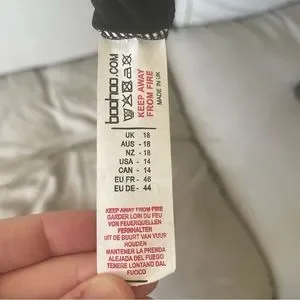 boohoo.COM
KEEP AWAY
FROM FIRE
MADE IN UK
UK - 18
AUS - 18
NZ - 18
USA - 14
CAN - 14
EU FR - 46
EU DE - 44
KEEP AWAY FROM FIRE
GARDER LOIN DU FEU
VON FEUERQUELLEN
FERNHALTEN
UIT DE BUURT VAN VUUR
HOUDEN
MANTENER LA PRENDA
ALEJADA DEL FUEGO
TENERE LONTANO DAL
FUOCO